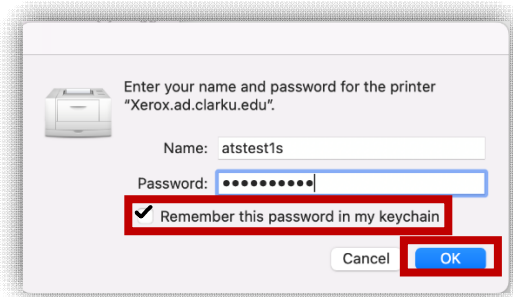 Enter your name and password for the printer
“Xerox.ad.clarku.edu”.
Name: atstest1s
Password: ••••••••••
Remember this password in my keychain
Cancel OK